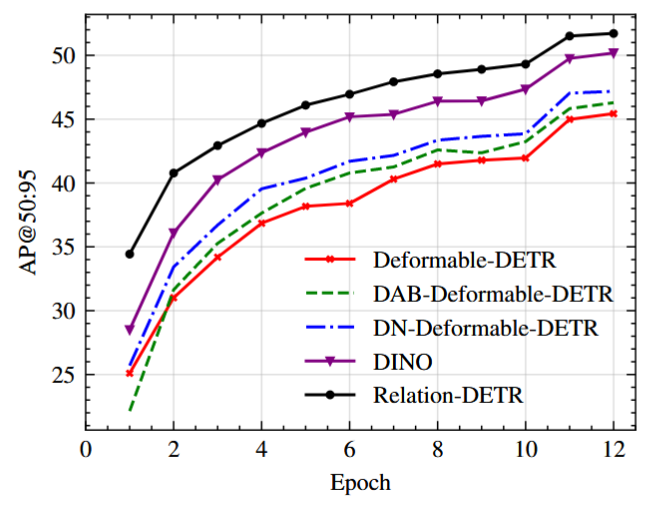 50
45
40
35
30
25
AP@50:95
Deformable-DETR
DAB-Deformable-DETR
DN-Deformable-DETR
DINO
Relation-DETR
0 2 4 6 8 10 12
Epoch